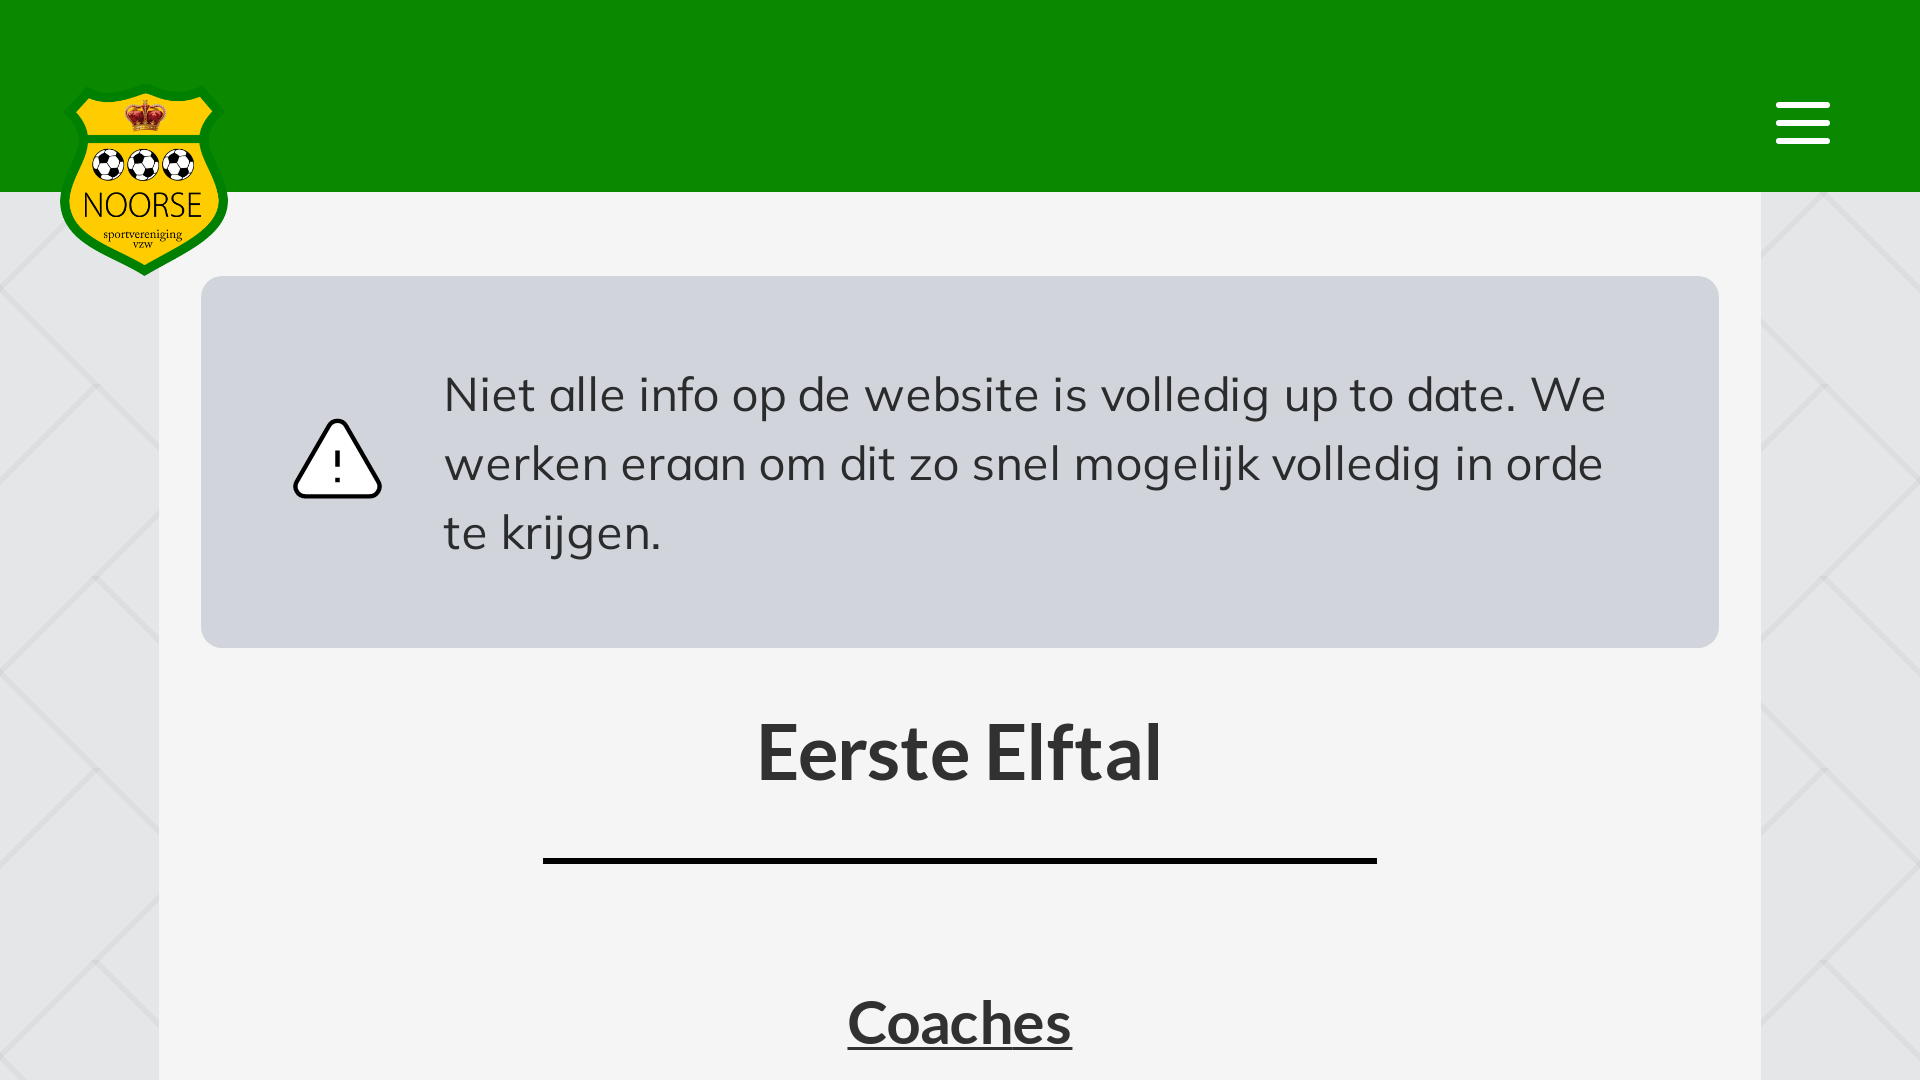 NOORSE
sportvereniging
vzw
Niet alle info op de website is volledig up to date. We
werken eraan om dit zo snel mogelijk volledig in orde
te krijgen.
Eerste Elftal
Coaches